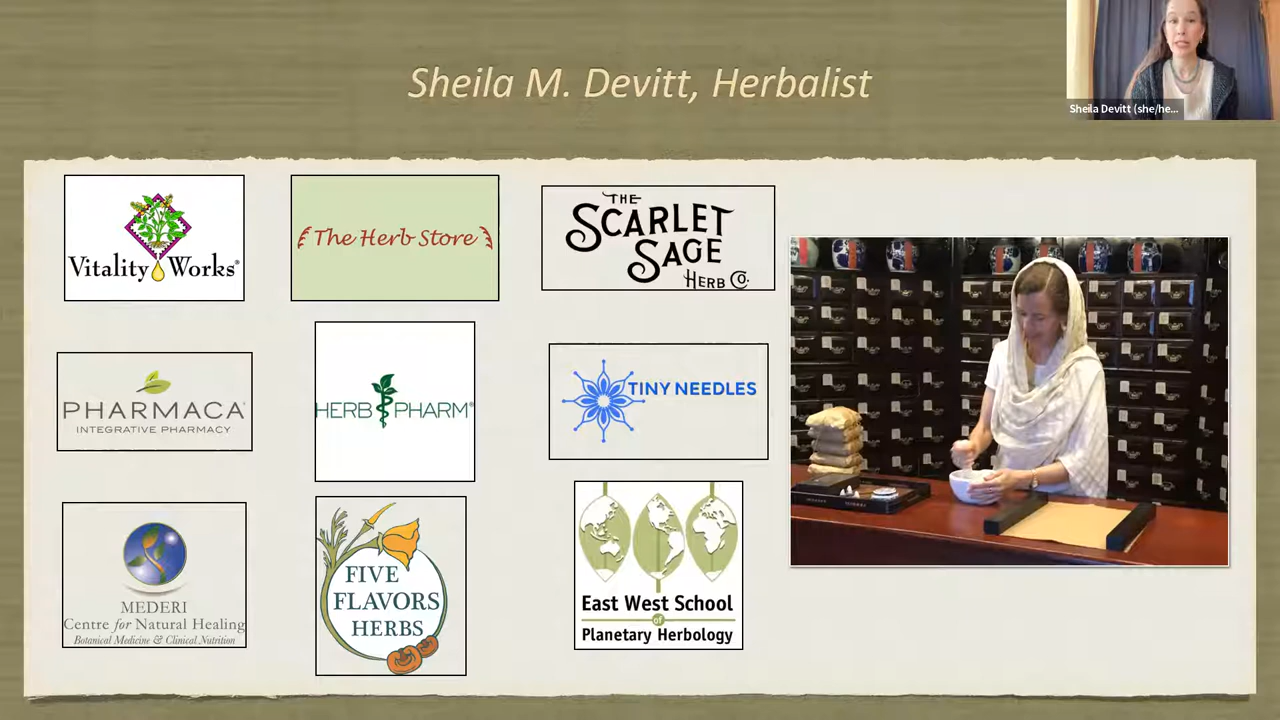 Sheila M. Devitt, Herbalist
Sheila Devitt (she/he...
Vitality Works®
The Herb Store
THE
SCARLET
SAGE
HERB CO.
PHARMACA®
INTEGRATIVE PHARMACY
HERB PHARM®
TINY NEEDLES
MEDERI
Centre for Natural Healing
Botanical Medicine & Clinical Nutrition
FIVE
FLAVORS
HERBS
East West School
of
Planetary Herbology